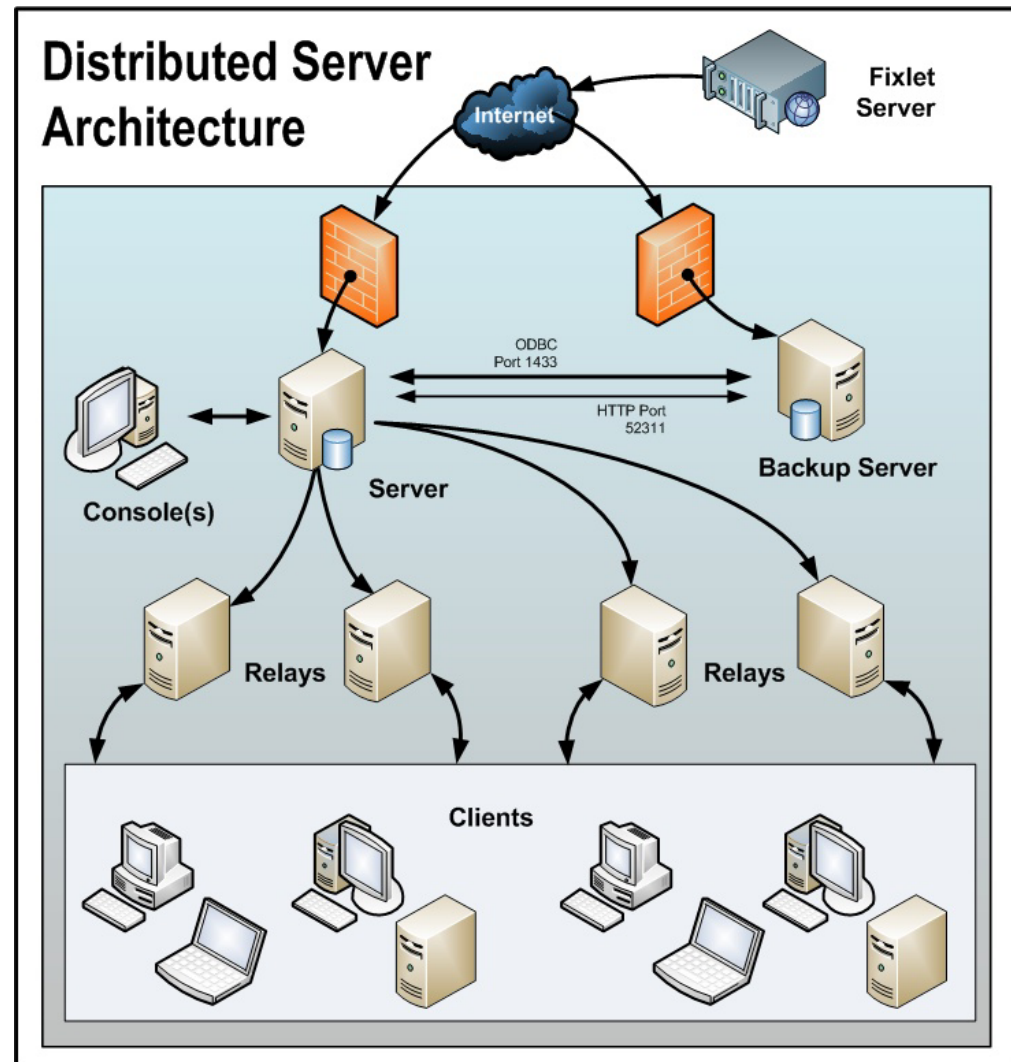 Distributed Server
Architecture
Internet
Fixlet
Server
ODBC
Port 1433
HTTP Port
52311
Console(s)
Server
Backup Server
Relays
Relays
Clients